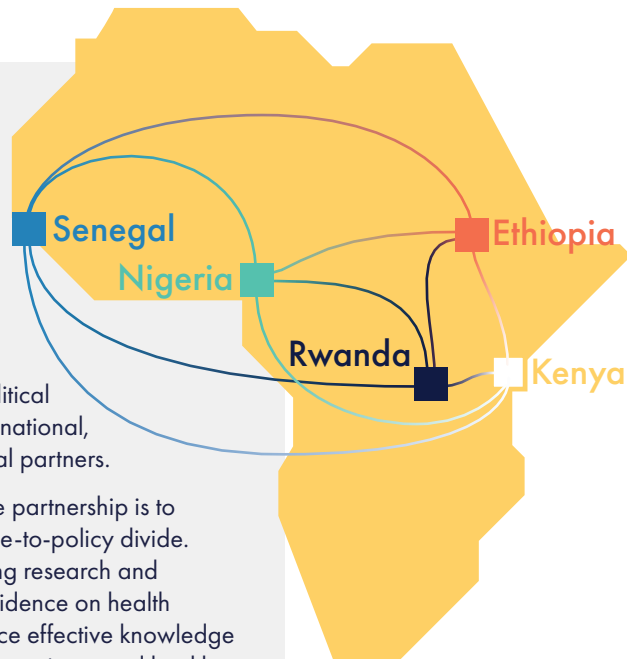 Senegal
Ethiopia
Nigeria
Rwanda
Kenya
national,
al partners.
e partnership is to
e-to-policy divide.
ng research and
idence on health
ce effective knowledge